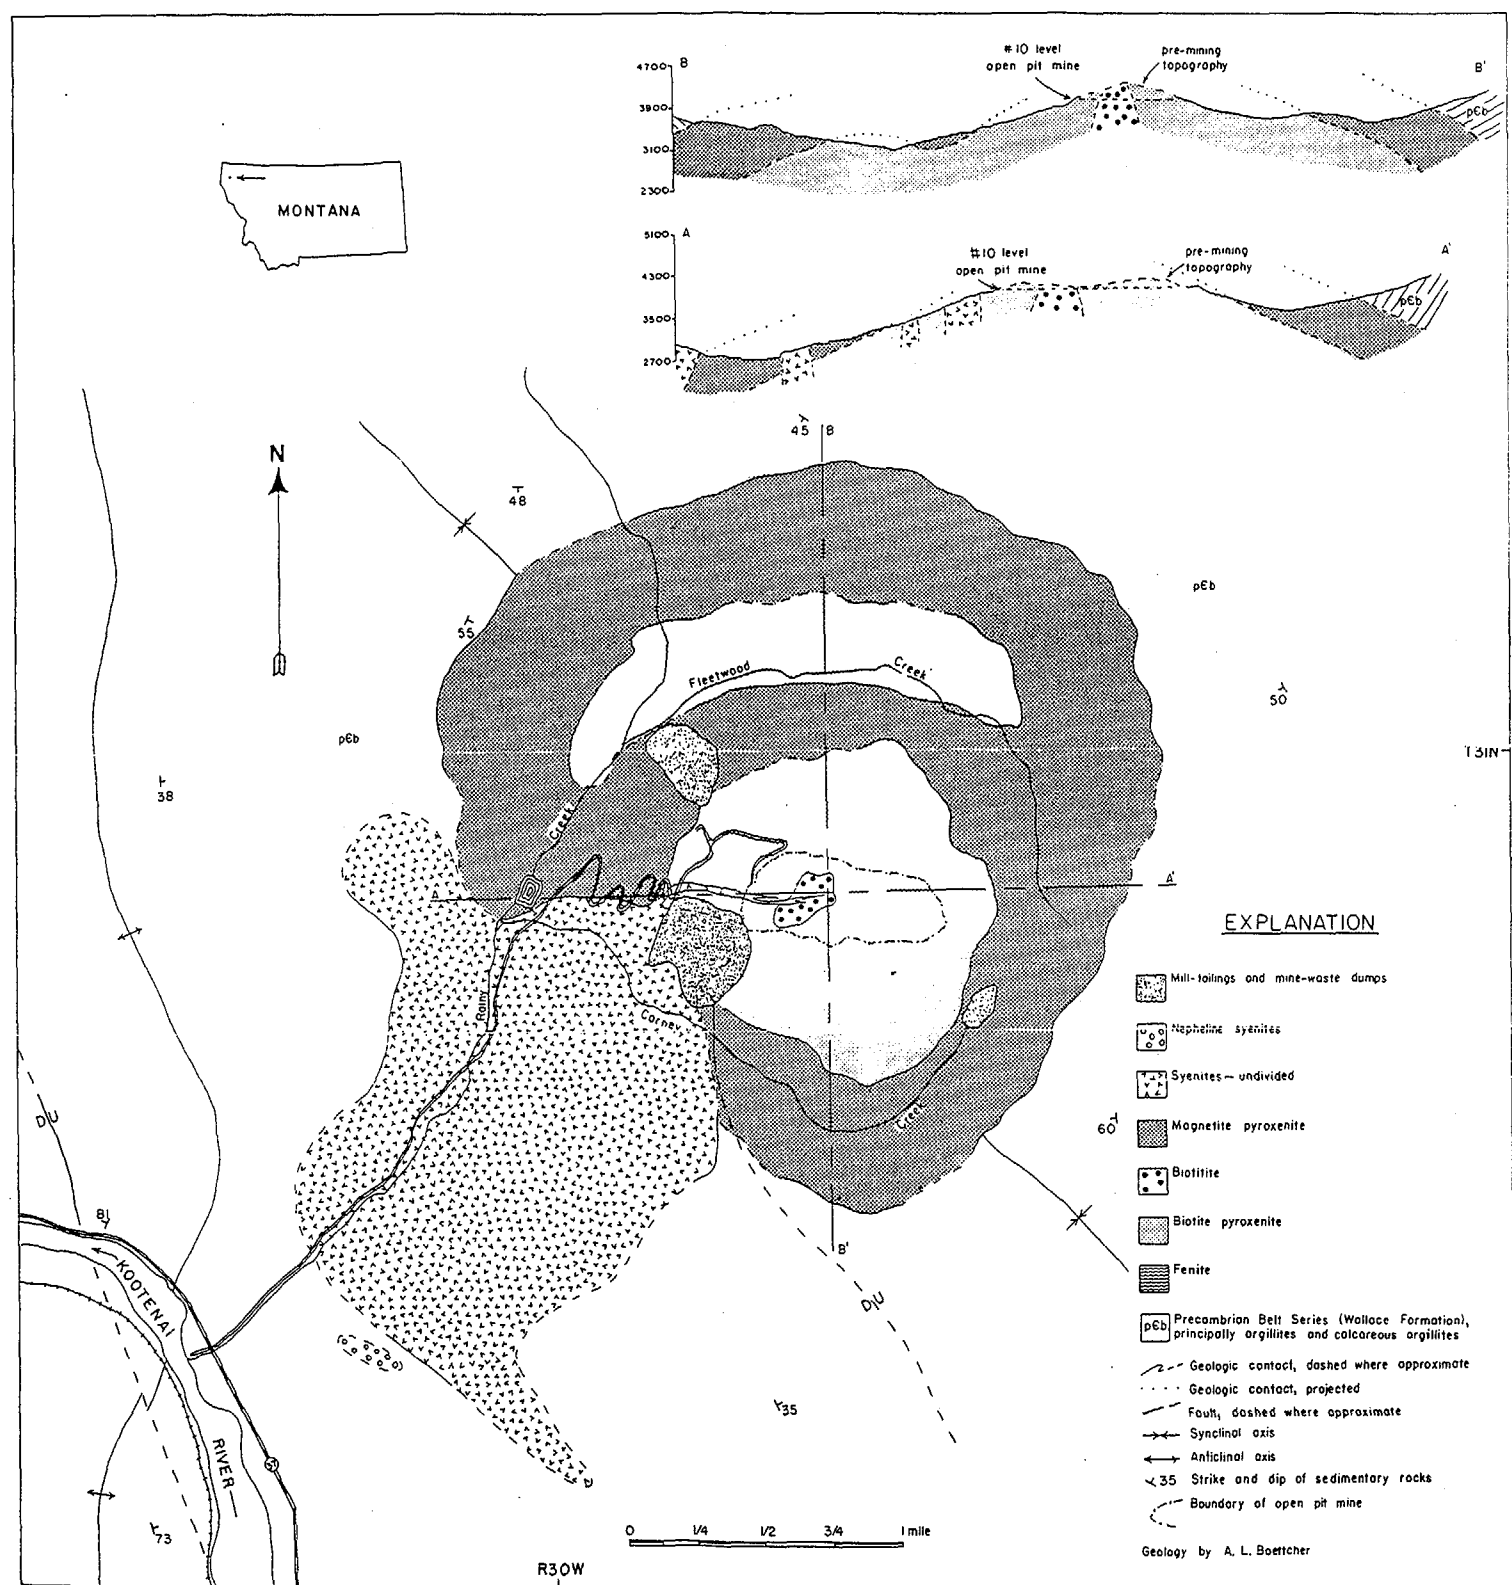 #10 level
open pit mine
pre-mining
topography
B
B'
4700
3900
3100
2300
pЄb
MONTANA
A
A'
5100
4300
3500
2700
#10 level
open pit mine
pre-mining
topography
pЄb
45
B
N
48
55
pЄb
Fleetwood
Creek
50
pЄb
T31N
38
Creek
A
A'
EXPLANATION
Mill-tailings and mine-waste dumps
Nepheline syenites
Syenites — undivided
60
Magnetite pyroxenite
Biotitite
Biotite pyroxenite
Fenite
pЄb
Precambrian Belt Series (Wallace Formation),
principally argillites and calcareous argillites
Geologic contact, dashed where approximate
Geologic contact, projected
Fault, dashed where approximate
Synclinal axis
Anticlinal axis
35 Strike and dip of sedimentary rocks
Boundary of open pit mine
Geology by A. L. Boettcher
Rainy
Carney
Creek
D U
81
KOOTENAI
RIVER
B'
D U
35
73
37
0 1/4 1/2 3/4 1 mile
R30W